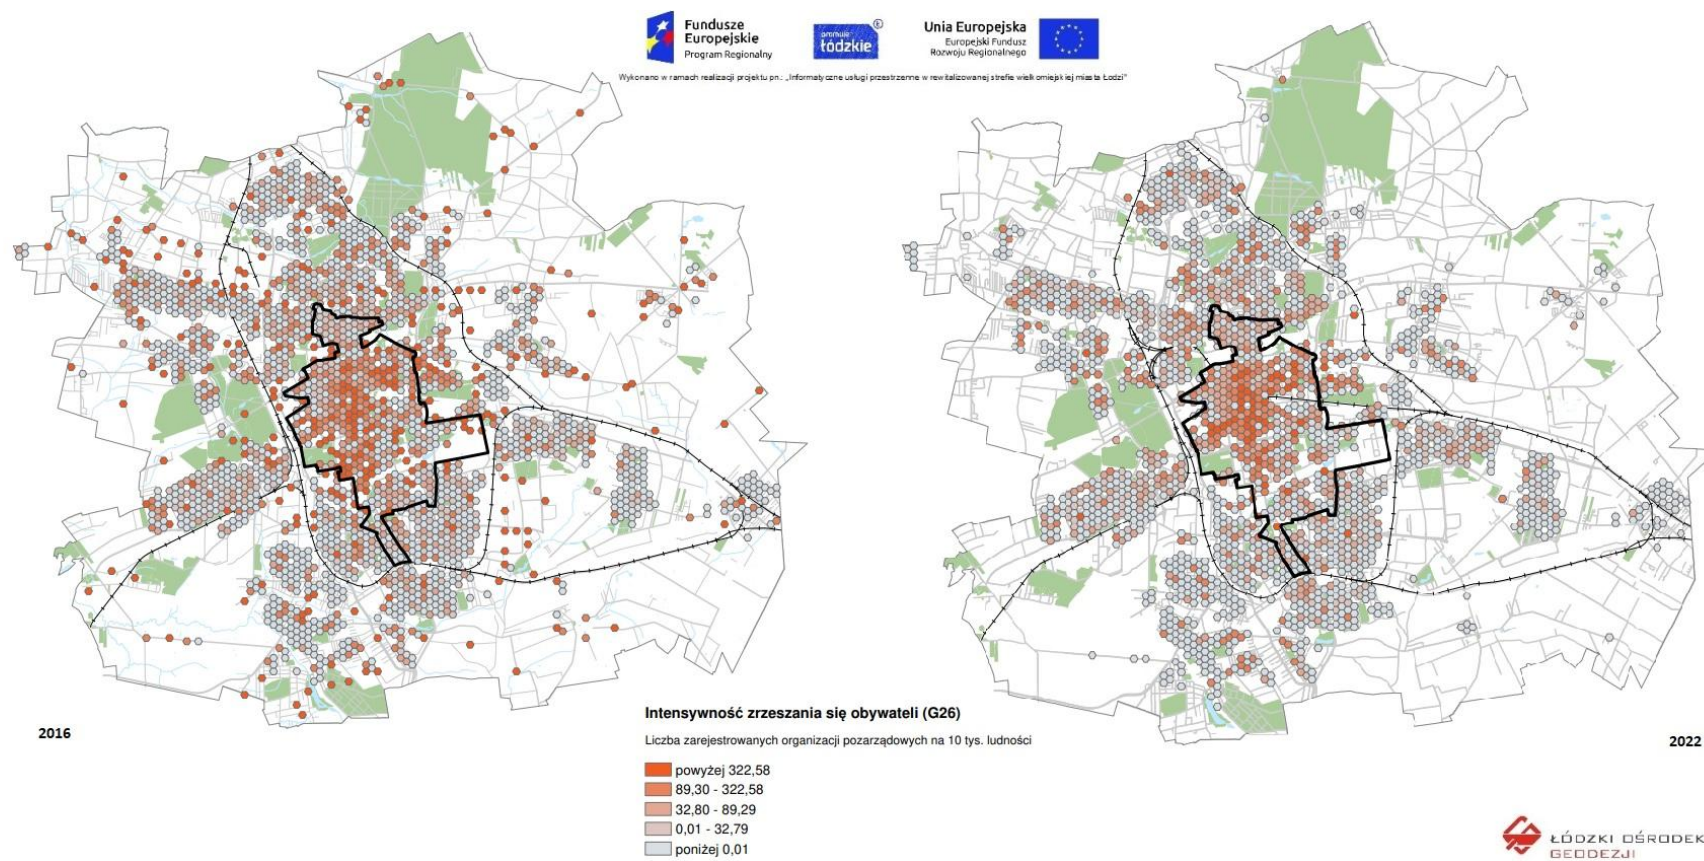 Fundusze
Europejskie
Program Regionalny
promuje
łódzkie
Unia Europejska
Europejski Fundusz
Rozwoju Regionalnego
Wykonano w ramach realizacji projektu pn.: „Informatyczne usługi przestrzenne w rewitalizowanej strefie wielkomiejskiej miasta Łodzi"
2016
2022
Intensywność zrzeszania się obywateli (G26)
Liczba zarejestrowanych organizacji pozarządowych na 10 tys. ludności
powyżej 322,58
89,30 - 322,58
32,80 - 89,29
0,01 - 32,79
poniżej 0,01
ŁÓDZKI OŚRODEK
GEODEZJI